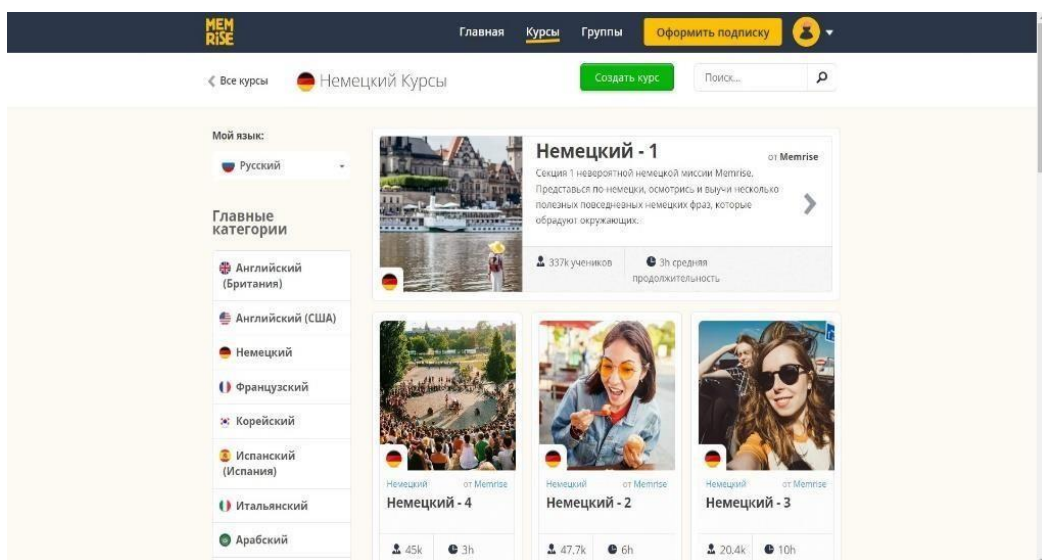 MEM
RiSE
Главная Курсы Группы Оформить подписку
Все курсы Немецкий Курсы Создать курс Поиск...
Мой язык:
Русский
Главные
категории
Английский
(Британия)
Английский (США)
Немецкий
Французский
Корейский
Испанский
(Испания)
Итальянский
Арабский
Немецкий - 1 от Memrise
Секция 1 невероятной немецкой миссии Memrise.
Представься по-немецки, осмотрись и выучи несколько
полезных повседневных немецких фраз, которые
обрадуют окружающих.
337k учеников 3h средняя
продолжительность
Немецкий от Memrise
Немецкий - 4
45k 3h
Немецкий от Memrise
Немецкий - 2
47.7k 6h
Немецкий от Memrise
Немецкий - 3
20.4k 10h